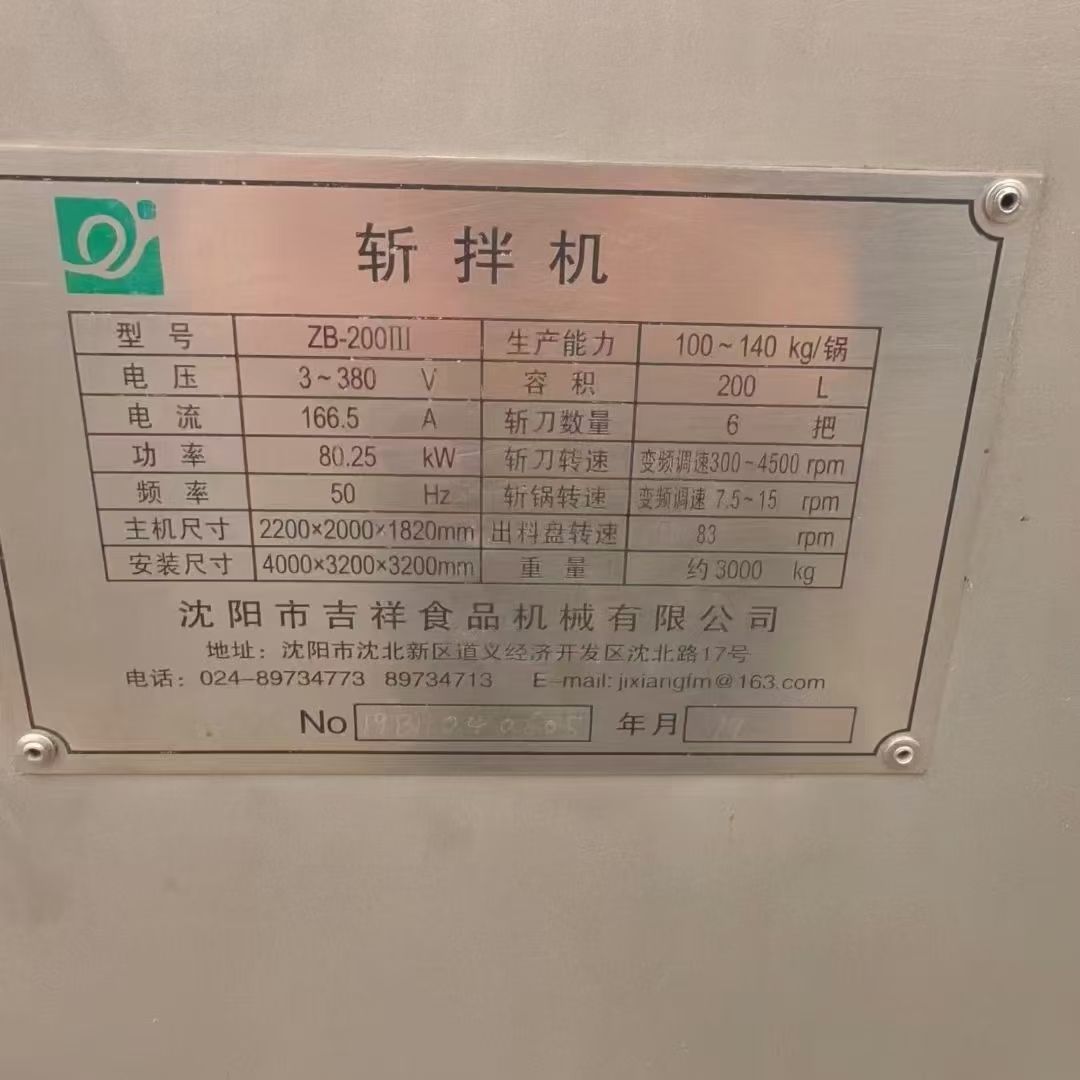 斩拌机
型号 ZB-200III 生产能力 100~140 kg/锅
电压 3~380 V 容积 200 L
电流 166.5 A 斩刀数量 6 把
功率 80.25 kW 斩刀转速 变频调速300~4500 rpm
频率 50 Hz 斩锅转速 变频调速 7.5~15 rpm
主机尺寸 2200×2000×1820mm 出料盘转速 83 rpm
安装尺寸 4000×3200×3200mm 重量 约3000 kg
沈阳市吉祥食品机械有限公司
地址：沈阳市沈北新区道义经济开发区沈北路17号
电话：024-89734773 89734713 E-mail: jixiangfm@163.com
No 年月